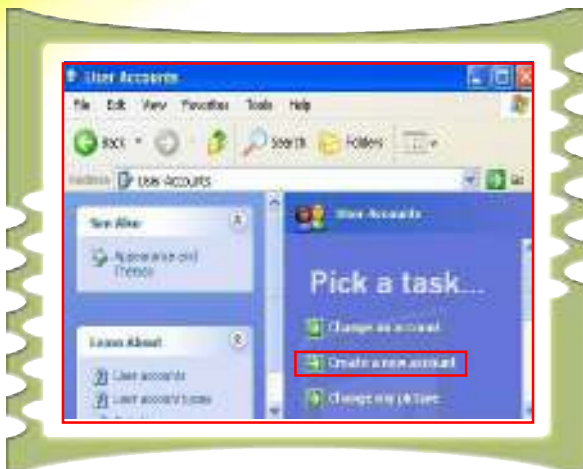 User Accounts
File Edit View Favorites Tools Help
Back Search Folders
Address User Accounts Go
See Also
Appearance and
Themes
Learn About
User accounts
User account types
User Accounts
Pick a task...
Change an account
Create a new account
Change my picture